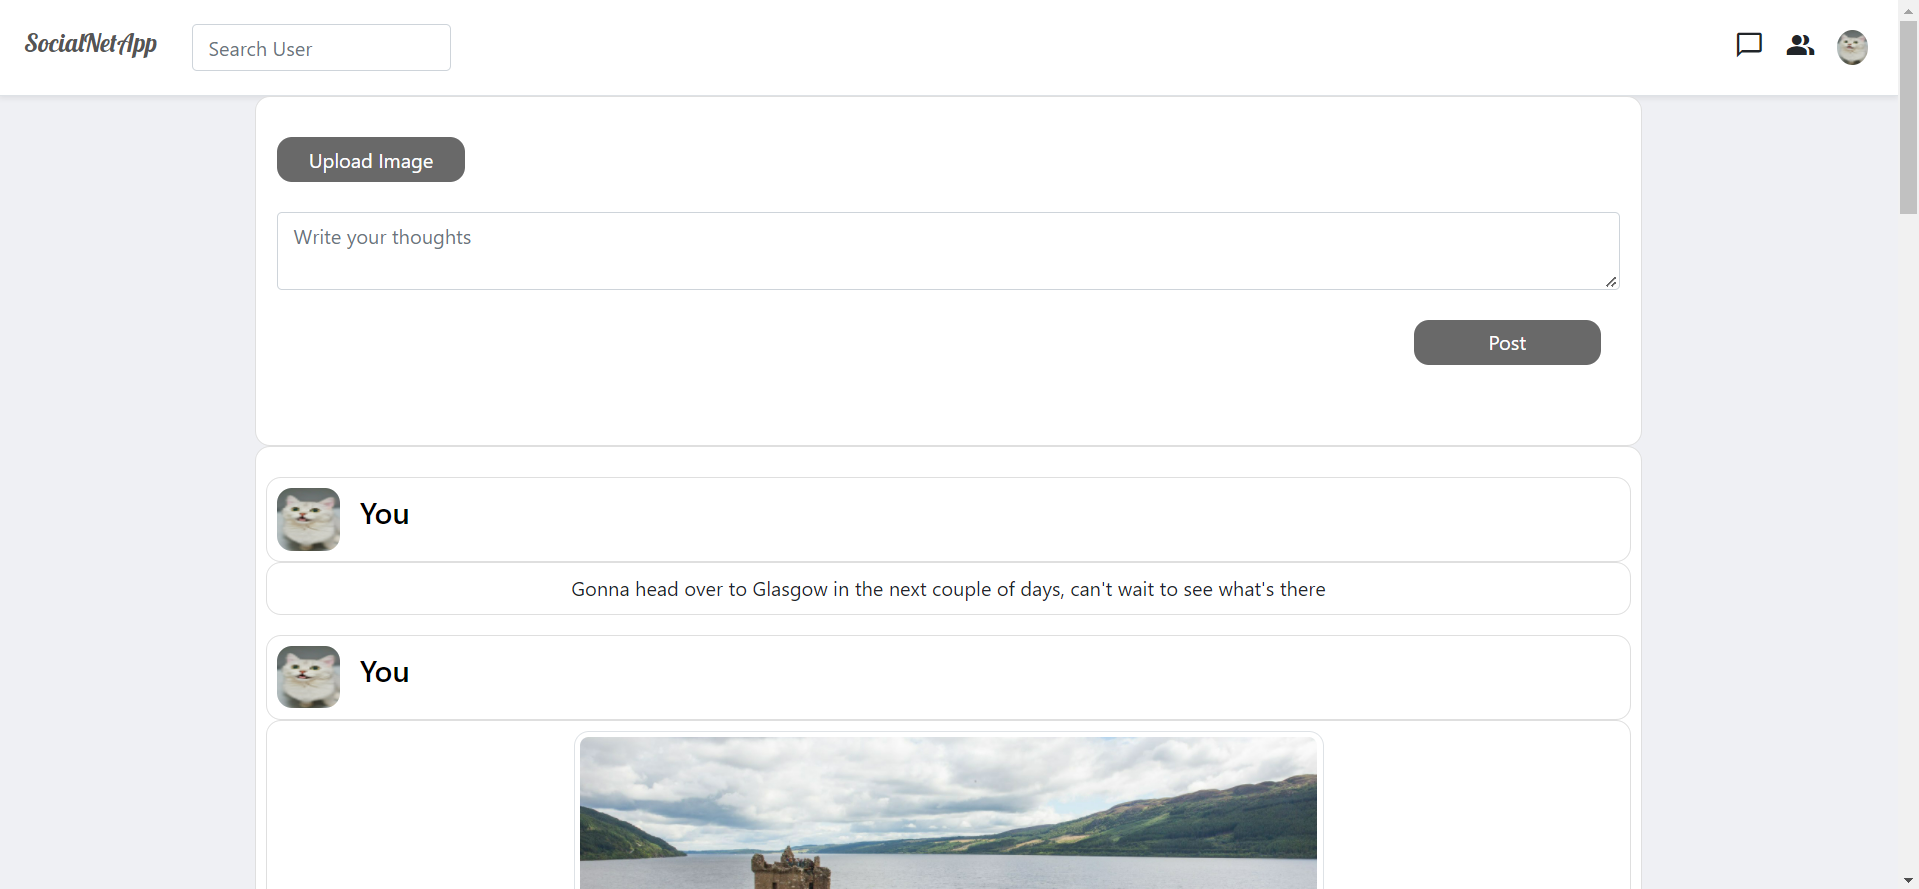 SocialNetApp
Search User
Upload Image
Write your thoughts
Post
You
Gonna head over to Glasgow in the next couple of days, can't wait to see what's there
You